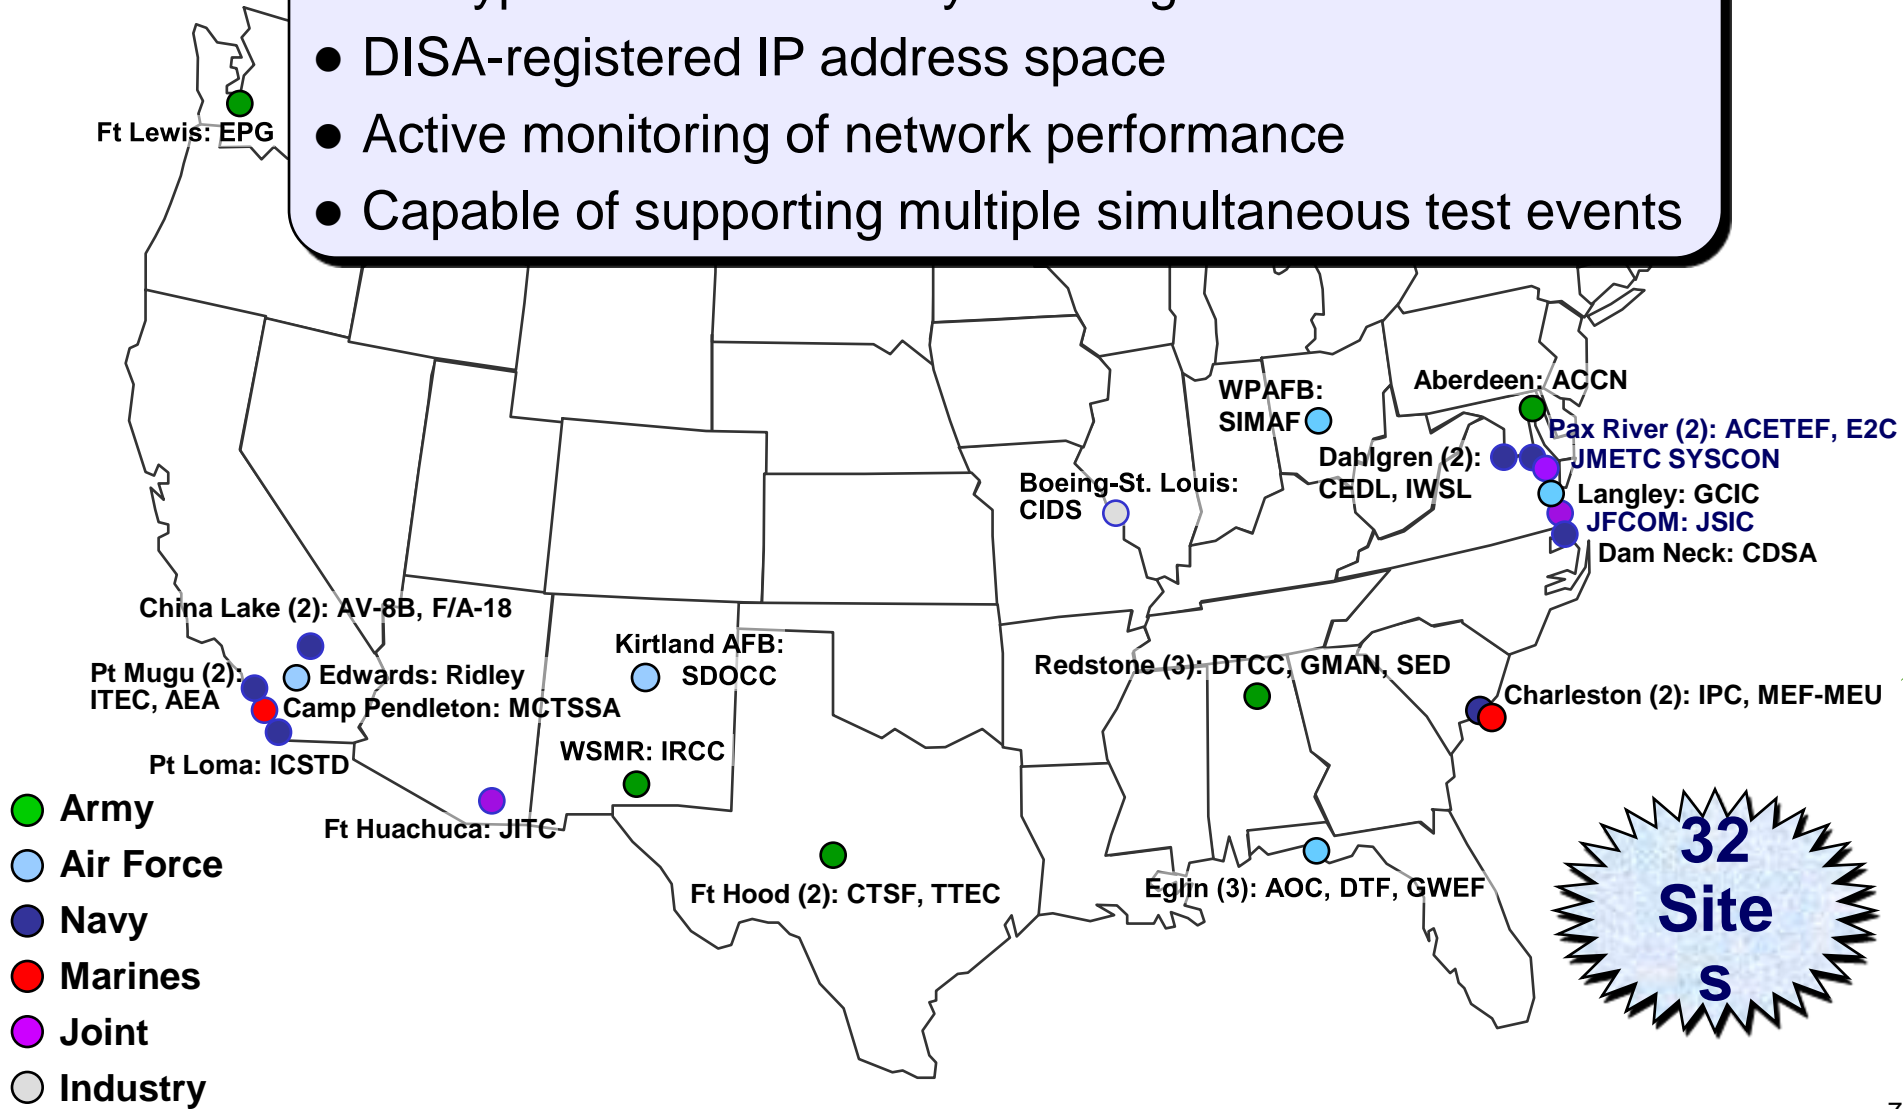 ● DISA-registered IP address space
● Active monitoring of network performance
● Capable of supporting multiple simultaneous test events
Ft Lewis: EPG
WPAFB:
SIMAF
Aberdeen: ACCN
Pax River (2): ACETEF, E2C
JMETC SYSCON
Dahlgren (2):
CEDL, IWSL
Boeing-St. Louis:
CIDS
Langley: GCIC
JFCOM: JSIC
Dam Neck: CDSA
China Lake (2): AV-8B, F/A-18
Kirtland AFB:
SDOCC
Pt Mugu (2):
ITEC, AEA
Edwards: Ridley
Camp Pendleton: MCTSSA
Redstone (3): DTCC, GMAN, SED
Charleston (2): IPC, MEF-MEU
WSMR: IRCC
Pt Loma: ICSTD
Ft Huachuca: JITC
Ft Hood (2): CTSF, TTEC
Eglin (3): AOC, DTF, GWEF
Army
Air Force
Navy
Marines
Joint
Industry
32
Site
s